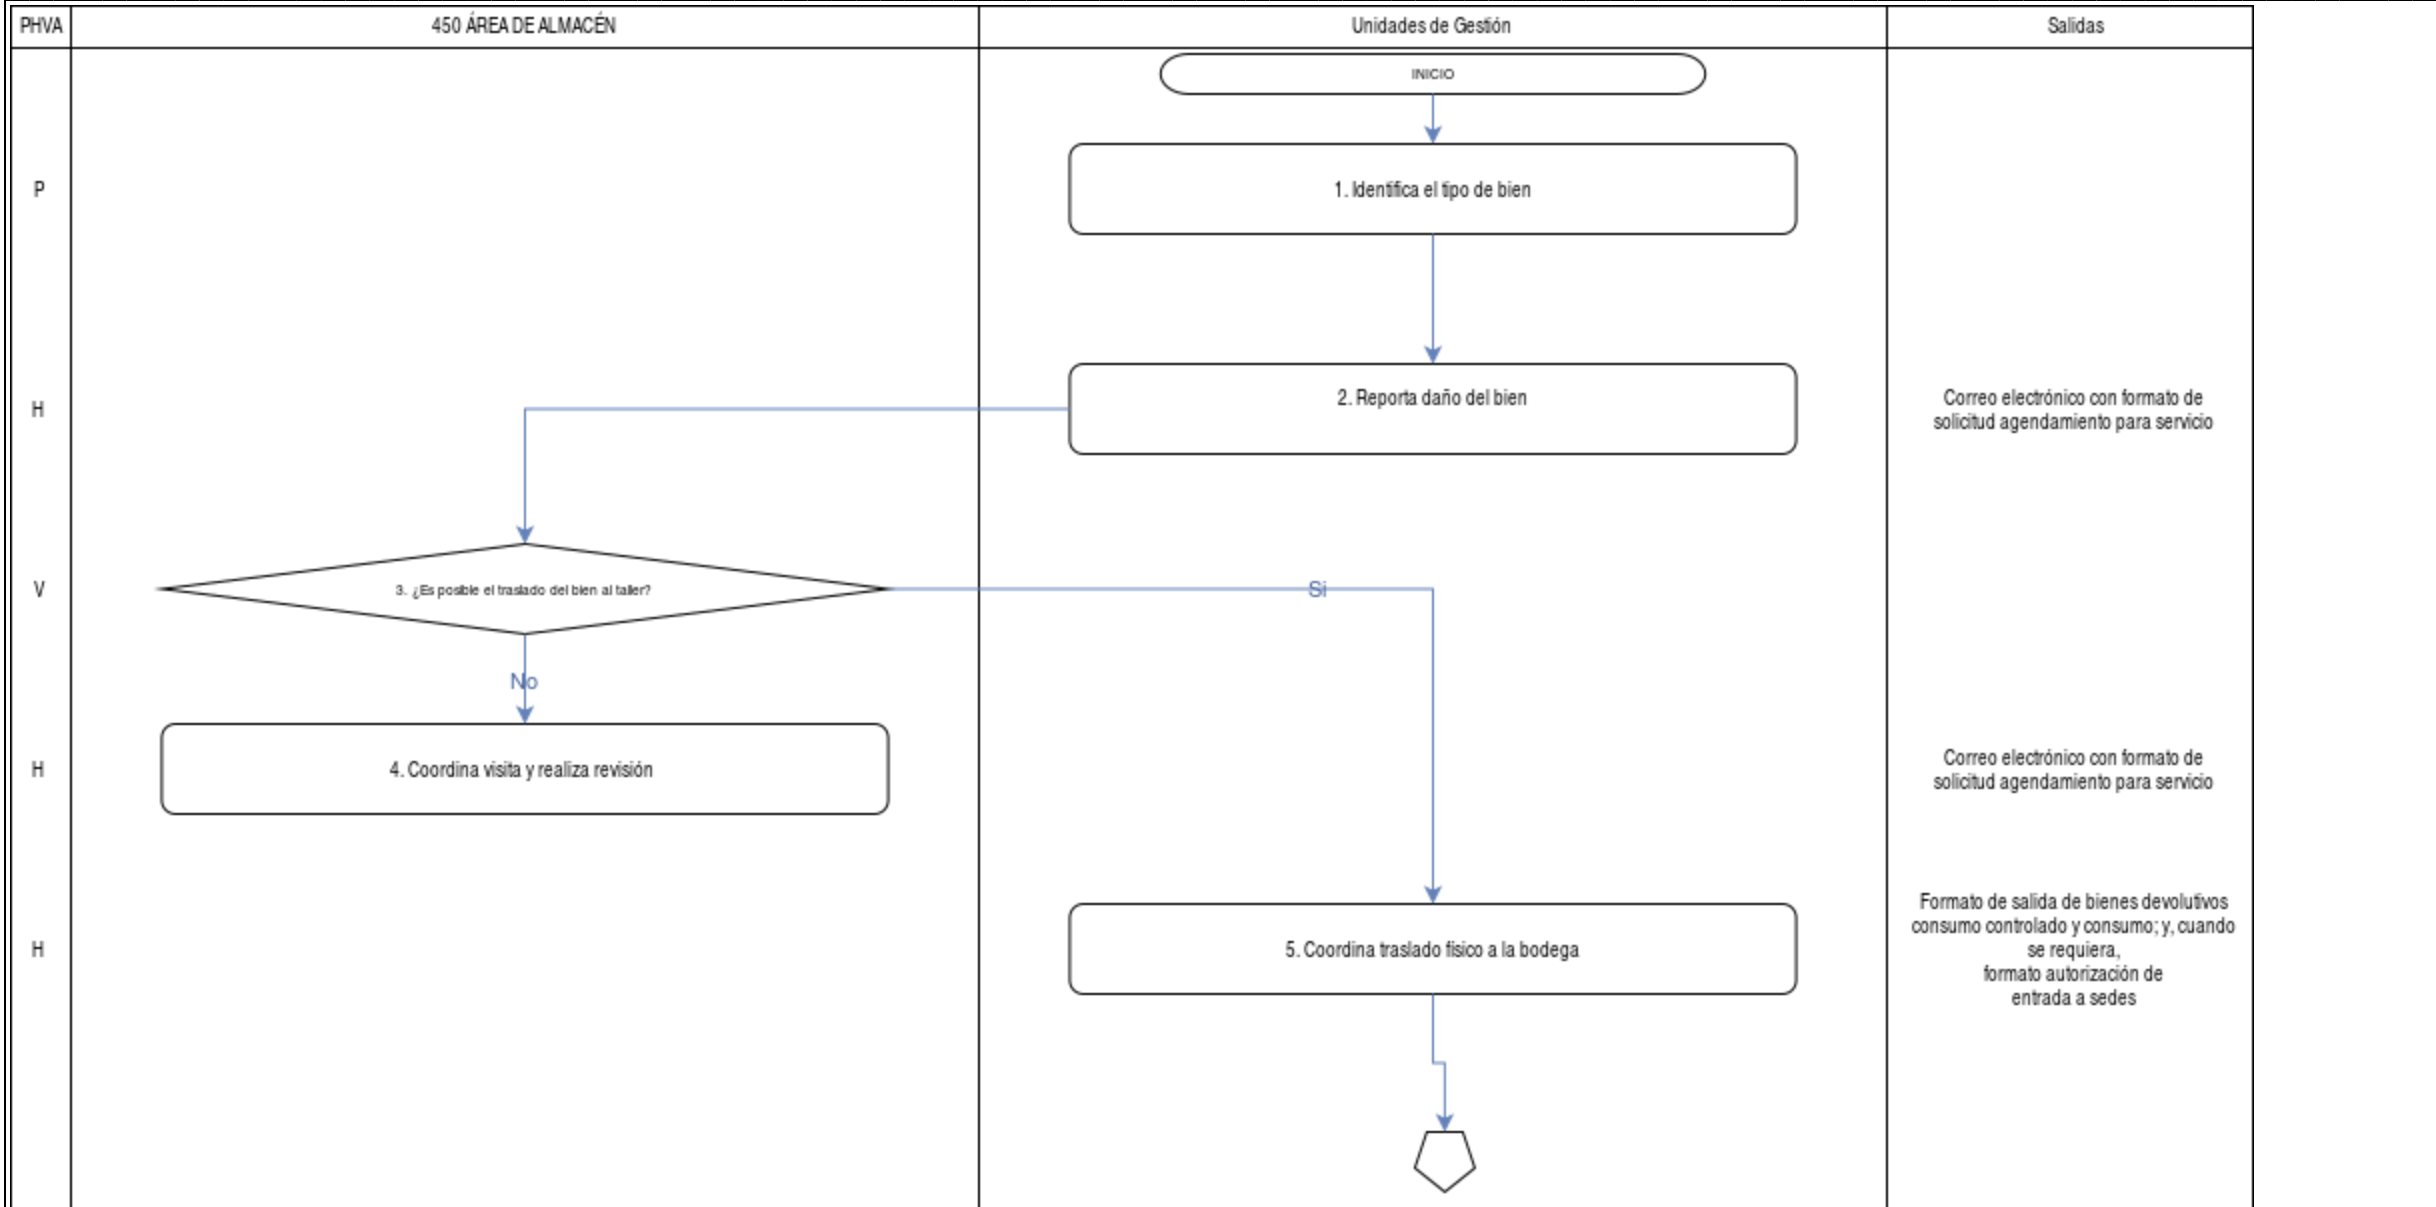 PHVA
450 ÁREA DE ALMACÉN
Unidades de Gestión
Salidas
INICIO
P
1. Identifica el tipo de bien
H
2. Reporta daño del bien
Correo electrónico con formato de
solicitud agendamiento para servicio
V
3. ¿Es posible el traslado del bien al taller?
Si
No
H
4. Coordina visita y realiza revisión
Correo electrónico con formato de
solicitud agendamiento para servicio
H
5. Coordina traslado físico a la bodega
Formato de salida de bienes devolutivos
consumo controlado y consumo; y, cuando
se requiera,
formato autorización de
entrada a sedes